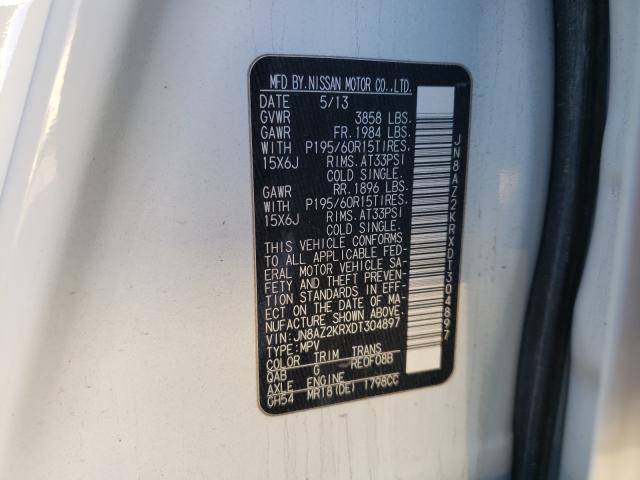 MFD BY. NISSAN MOTOR CO.,LTD.
DATE 5/13
GVWR 3858 LBS.
GAWR FR. 1984 LBS.
WITH P195/60R15TIRES.
15X6J RIMS. AT33PSI
COLD SINGLE.
GAWR RR. 1896 LBS.
WITH P195/60R15TIRES.
15X6J RIMS. AT33PSI
COLD SINGLE.
THIS VEHICLE CONFORMS
TO ALL APPLICABLE FED-
ERAL MOTOR VEHICLE SA-
FETY AND THEFT PREVEN-
TION STANDARDS IN EFF-
ECT ON THE DATE OF MA-
NUFACTURE SHOWN ABOVE.
VIN:JN8AZ2KRXDT304897
TYPE:MPV
COLOR TRIM TRANS
QAB G RE0F08B
AXLE ENGINE
GH54 MR18(DE) 1798CC
JN8AZ2KRXDT304897